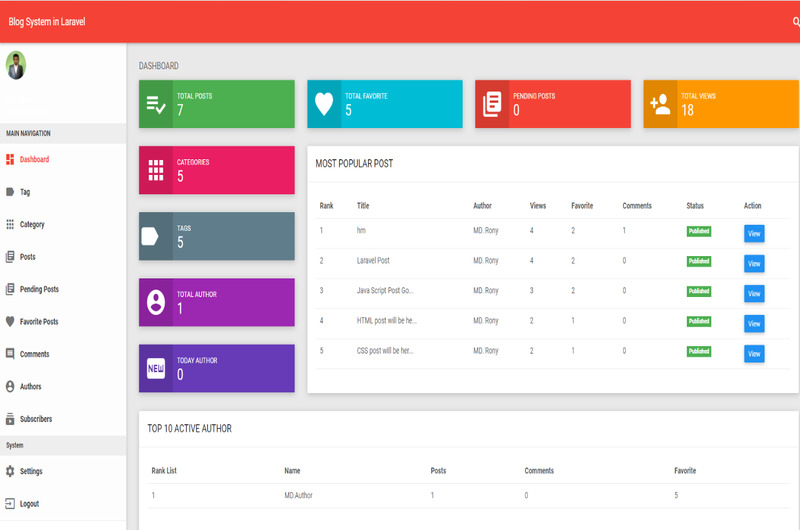 Blog System in Laravel
MAIN NAVIGATION
Dashboard
Tag
Category
Posts
Pending Posts
Favorite Posts
Comments
Authors
Subscribers
System
Settings
Logout
DASHBOARD
TOTAL POSTS
7
TOTAL FAVORITE
5
PENDING POSTS
0
TOTAL VIEWS
18
CATEGORIES
5
TAGS
5
TOTAL AUTHOR
1
NEW
TODAY AUTHOR
0
MOST POPULAR POST
Rank Title Author Views Favorite Comments Status Action
1 hm MD. Rony 4 2 1 Published View
2 Laravel Post MD. Rony 4 2 0 Published View
3 Java Script Post Go... MD. Rony 3 2 0 Published View
4 HTML post will be he... MD. Rony 2 1 0 Published View
5 CSS post will be her... MD. Rony 2 1 0 Published View
TOP 10 ACTIVE AUTHOR
Rank List Name Posts Comments Favorite
1 MD.Author 1 0 5